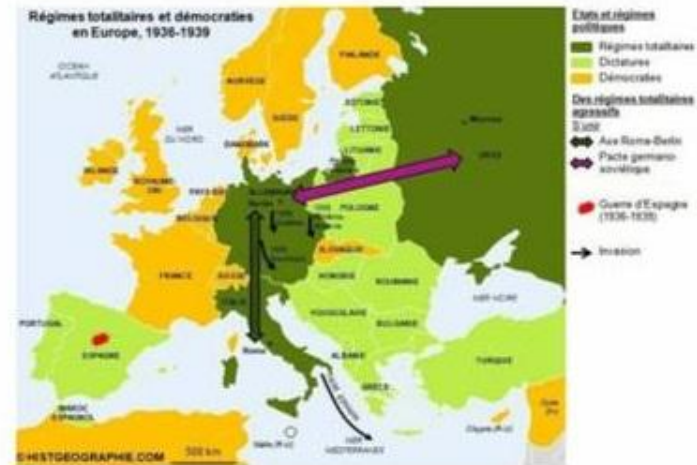 Régimes totalitaires et démocraties
en Europe, 1936-1939
OCEAN
ATLANTIQUE
MER
DU NORD
NORVEGE
SUEDE
FINLANDE
ESTONIE
LETTONIE
LITUANIE
DANEMARK
IRLANDE
ROYAUME-
UNI
PAYS-BAS
BELGIQUE
ALLEMAGNE
Berlin
POLOGNE
Moscou
URSS
FRANCE
SUISSE
SLOVAQUIE
HONGRIE
ROUMANIE
MER NOIRE
ITALIE
YOUGOSLAVIE
BULGARIE
PORTUGAL
ESPAGNE
Rome
ALBANIE
GRECE
TURQUIE
MAROC
ESPAGNOL
MER
MEDITERRANEE
©HISTGEOGRAPHIE.COM
500 km
Etats et régimes
politiques
Régimes totalitaires
Dictatures
Démocraties
Des régimes totalitaires
agressifs
Axe Rome-Berlin
Pacte germano-
soviétique
Guerre d'Espagne
(1936-1939)
Invasion